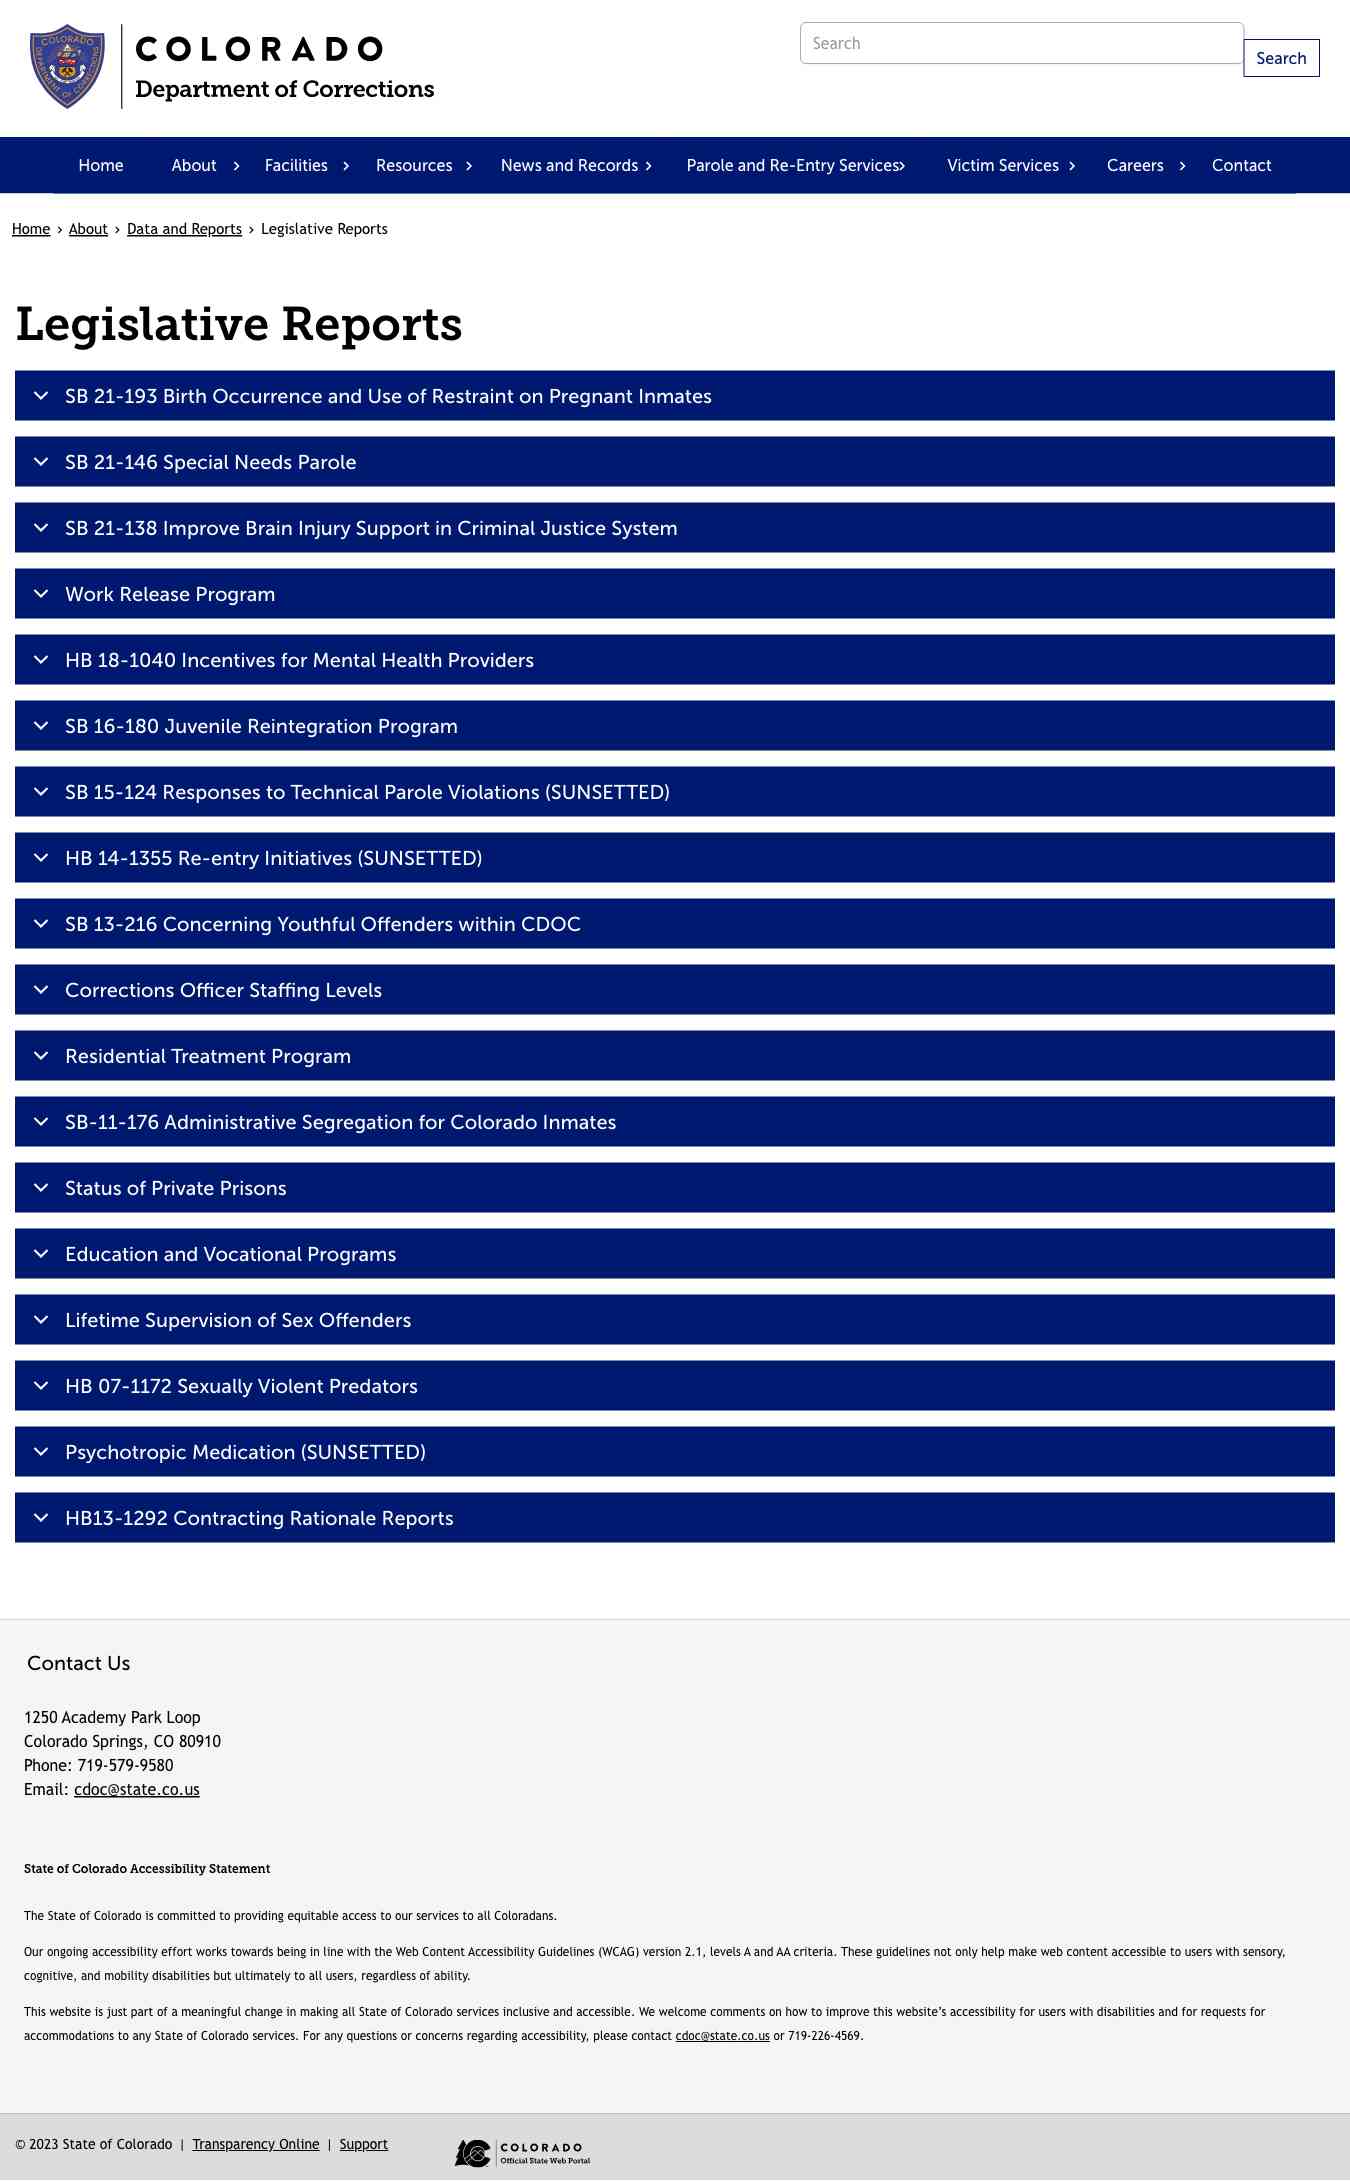 COLORADO
Department of Corrections
Search
Search
Home About Facilities Resources News and Records Parole and Re-Entry Services Victim Services Careers Contact
Home › About › Data and Reports › Legislative Reports
Legislative Reports
SB 21-193 Birth Occurrence and Use of Restraint on Pregnant Inmates
SB 21-146 Special Needs Parole
SB 21-138 Improve Brain Injury Support in Criminal Justice System
Work Release Program
HB 18-1040 Incentives for Mental Health Providers
SB 16-180 Juvenile Reintegration Program
SB 15-124 Responses to Technical Parole Violations (SUNSETTED)
HB 14-1355 Re-entry Initiatives (SUNSETTED)
SB 13-216 Concerning Youthful Offenders within CDOC
Corrections Officer Staffing Levels
Residential Treatment Program
SB-11-176 Administrative Segregation for Colorado Inmates
Status of Private Prisons
Education and Vocational Programs
Lifetime Supervision of Sex Offenders
HB 07-1172 Sexually Violent Predators
Psychotropic Medication (SUNSETTED)
HB13-1292 Contracting Rationale Reports
Contact Us
1250 Academy Park Loop
Colorado Springs, CO 80910
Phone: 719-579-9580
Email: cdoc@state.co.us
State of Colorado Accessibility Statement
The State of Colorado is committed to providing equitable access to our services to all Coloradans.
Our ongoing accessibility effort works towards being in line with the Web Content Accessibility Guidelines (WCAG) version 2.1, levels A and AA criteria. These guidelines not only help make web content accessible to users with sensory,
cognitive, and mobility disabilities but ultimately to all users, regardless of ability.
This website is just part of a meaningful change in making all State of Colorado services inclusive and accessible. We welcome comments on how to improve this website’s accessibility for users with disabilities and for requests for
accommodations to any State of Colorado services. For any questions or concerns regarding accessibility, please contact cdoc@state.co.us or 719-226-4569.
© 2023 State of Colorado | Transparency Online | Support
COLORADO
Official State Web Portal